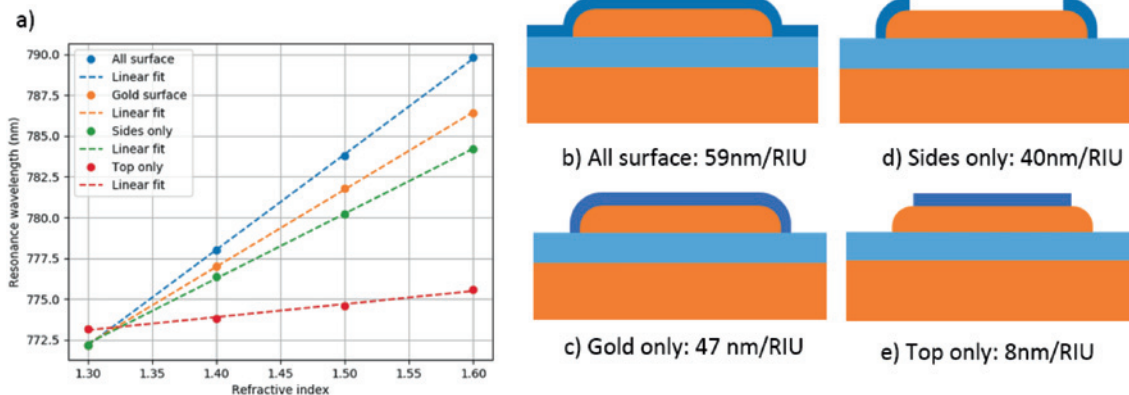 a)
790.0
787.5
785.0
782.5
780.0
777.5
775.0
772.5
Resonance wavelength (nm)
All surface
Linear fit
Gold surface
Linear fit
Sides only
Linear fit
Top only
Linear fit
1.30 1.35 1.40 1.45 1.50 1.55 1.60
Refractive index
b) All surface: 59nm/RIU
d) Sides only: 40nm/RIU
c) Gold only: 47 nm/RIU
e) Top only: 8nm/RIU